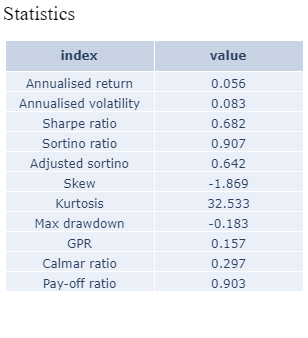 Statistics
index value
Annualised return 0.056
Annualised volatility 0.083
Sharpe ratio 0.682
Sortino ratio 0.907
Adjusted sortino 0.642
Skew -1.869
Kurtosis 32.533
Max drawdown -0.183
GPR 0.157
Calmar ratio 0.297
Pay-off ratio 0.903